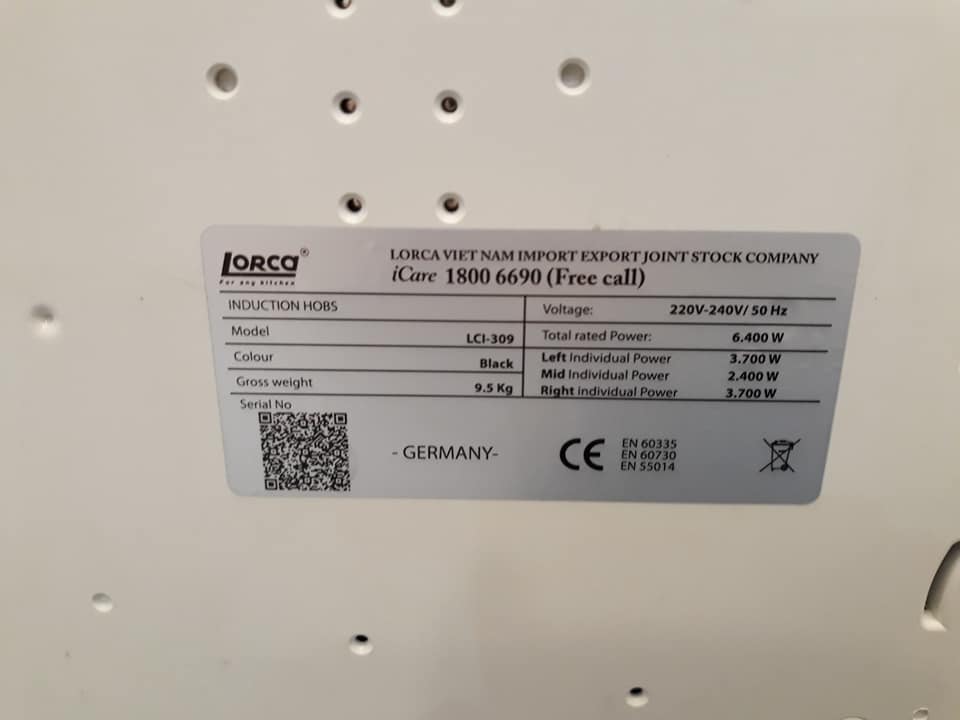 LORCA®
For any kitchen
LORCA VIET NAM IMPORT EXPORT JOINT STOCK COMPANY
iCare 1800 6690 (Free call)
INDUCTION HOBS
Model LCI-309
Colour Black
Gross weight 9.5 Kg
Serial No
Voltage: 220V-240V/ 50 Hz
Total rated Power: 6.400 W
Left Individual Power 3.700 W
Mid Individual Power 2.400 W
Right individual Power 3.700 W
- GERMANY-
CE
EN 60335
EN 60730
EN 55014